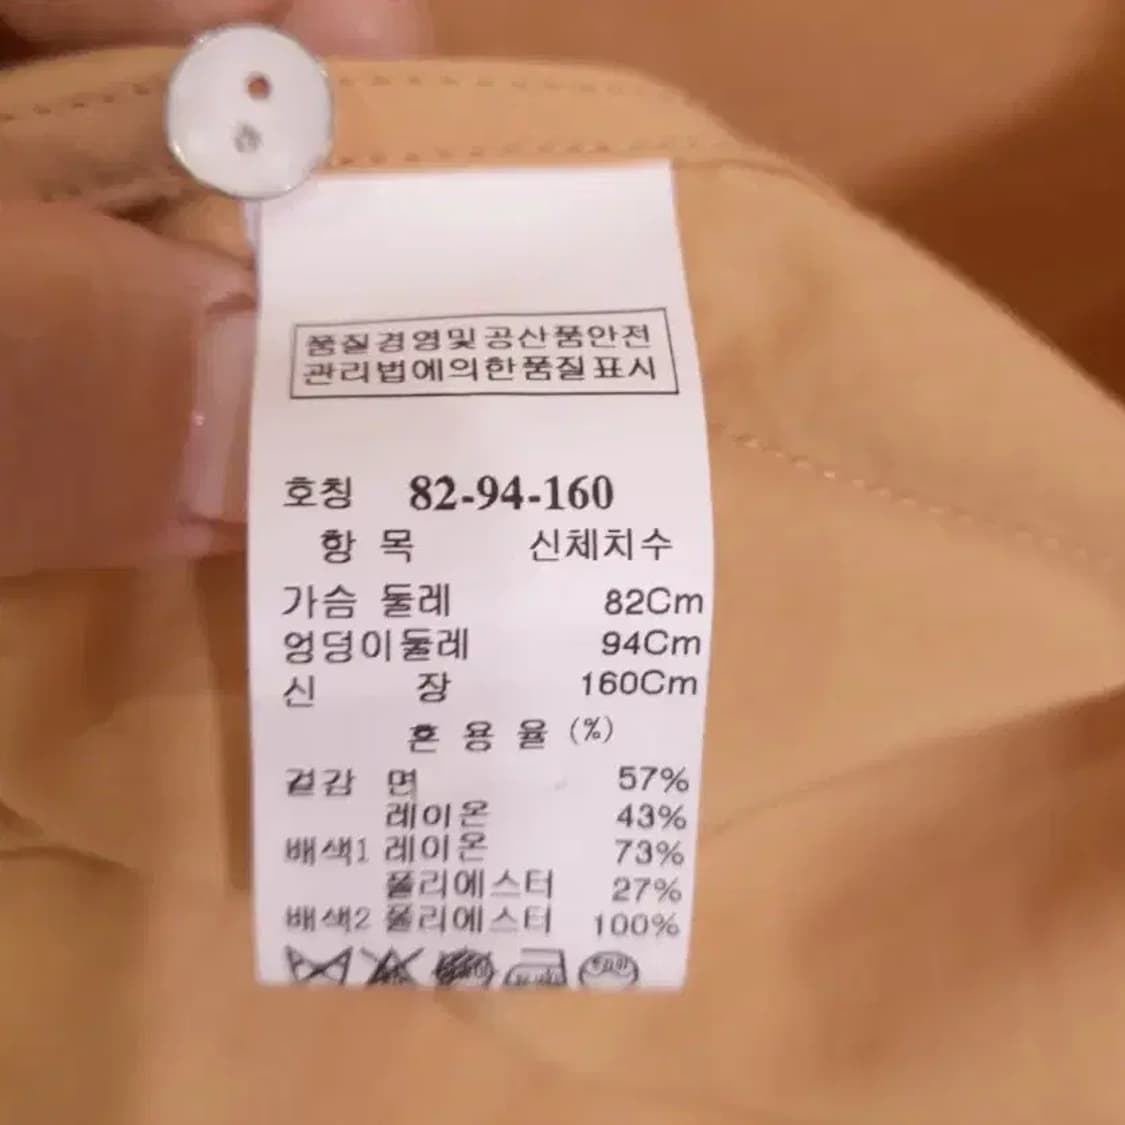 품질경영및공산품안전
관리법에의한품질표시
호칭 82-94-160
항 목 신체치수
가슴 둘레 82Cm
엉덩이둘레 94Cm
신 장 160Cm
혼 용 율 (%)
겉감 면 57%
레이온 43%
배색1 레이온 73%
폴리에스터 27%
배색2 폴리에스터 100%